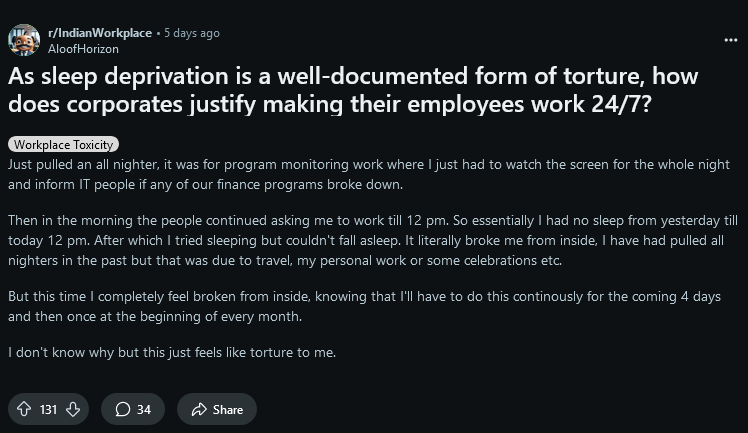 r/IndianWorkplace • 5 days ago
AloofHorizon
As sleep deprivation is a well-documented form of torture, how
does corporates justify making their employees work 24/7?
Workplace Toxicity
Just pulled an all nighter, it was for program monitoring work where I just had to watch the screen for the whole night
and inform IT people if any of our finance programs broke down.
Then in the morning the people continued asking me to work till 12 pm. So essentially I had no sleep from yesterday till
today 12 pm. After which I tried sleeping but couldn't fall asleep. It literally broke me from inside, I have had pulled all
nighters in the past but that was due to travel, my personal work or some celebrations etc.
But this time I completely feel broken from inside, knowing that I'll have to do this continously for the coming 4 days
and then once at the beginning of every month.
I don't know why but this just feels like torture to me.
131 34 Share